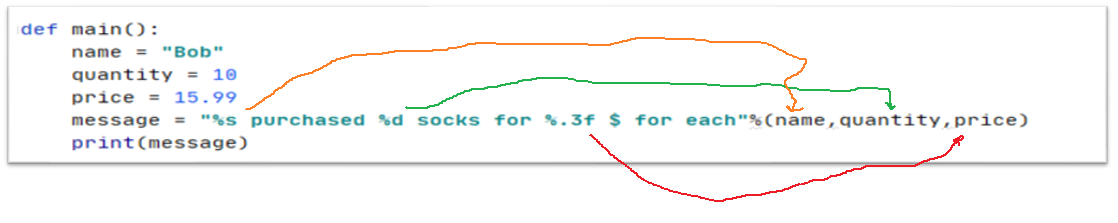 def main():
name = "Bob"
quantity = 10
price = 15.99
message = "%s purchased %d socks for %.3f $ for each"%(name,quantity,price)
print(message)